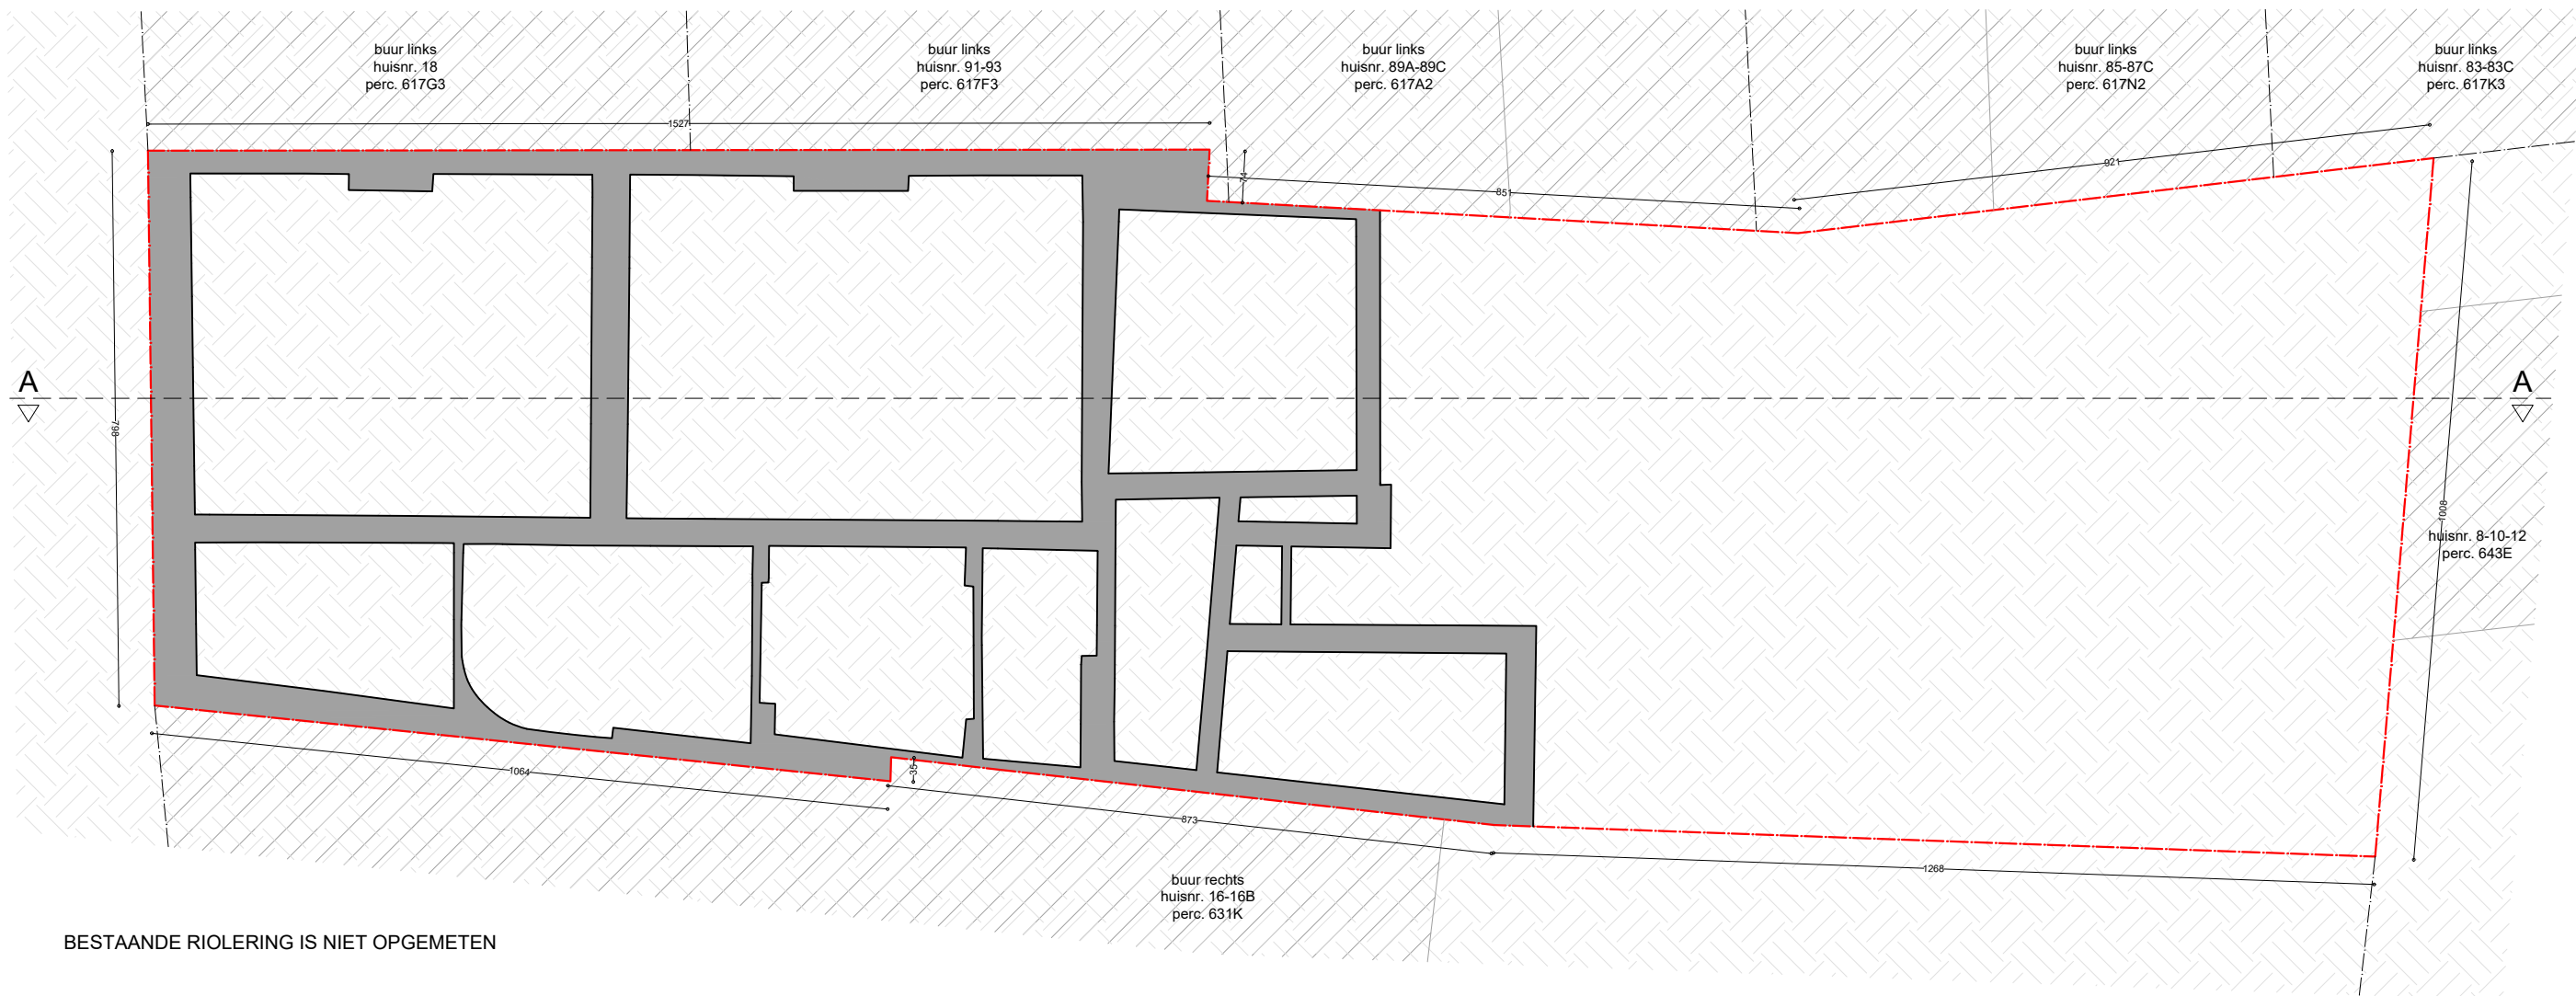 buur links
huisnr. 18
perc. 617G3
buur links
huisnr. 91-93
perc. 617F3
buur links
huisnr. 89A-89C
perc. 617A2
buur links
huisnr. 85-87C
perc. 617N2
buur links
huisnr. 83-83C
perc. 617K3
1527
74
851
921
A
A
798
1008
huisnr. 8-10-12
perc. 643E
1064
35
873
1268
buur rechts
huisnr. 16-16B
perc. 631K
BESTAANDE RIOLERING IS NIET OPGEMETEN